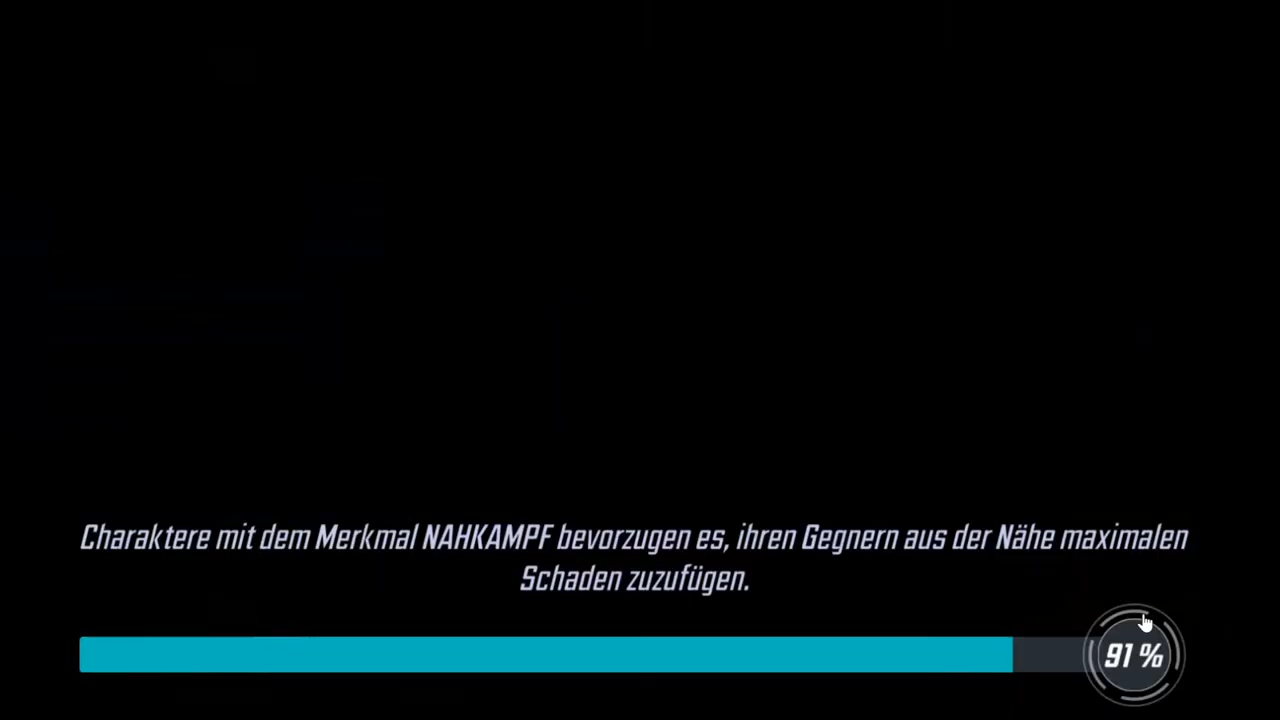 Charaktere mit dem Merkmal NAHKAMPF bevorzugen es, ihren Gegnern aus der Nähe maximalen
Schaden zuzufügen.
91 %